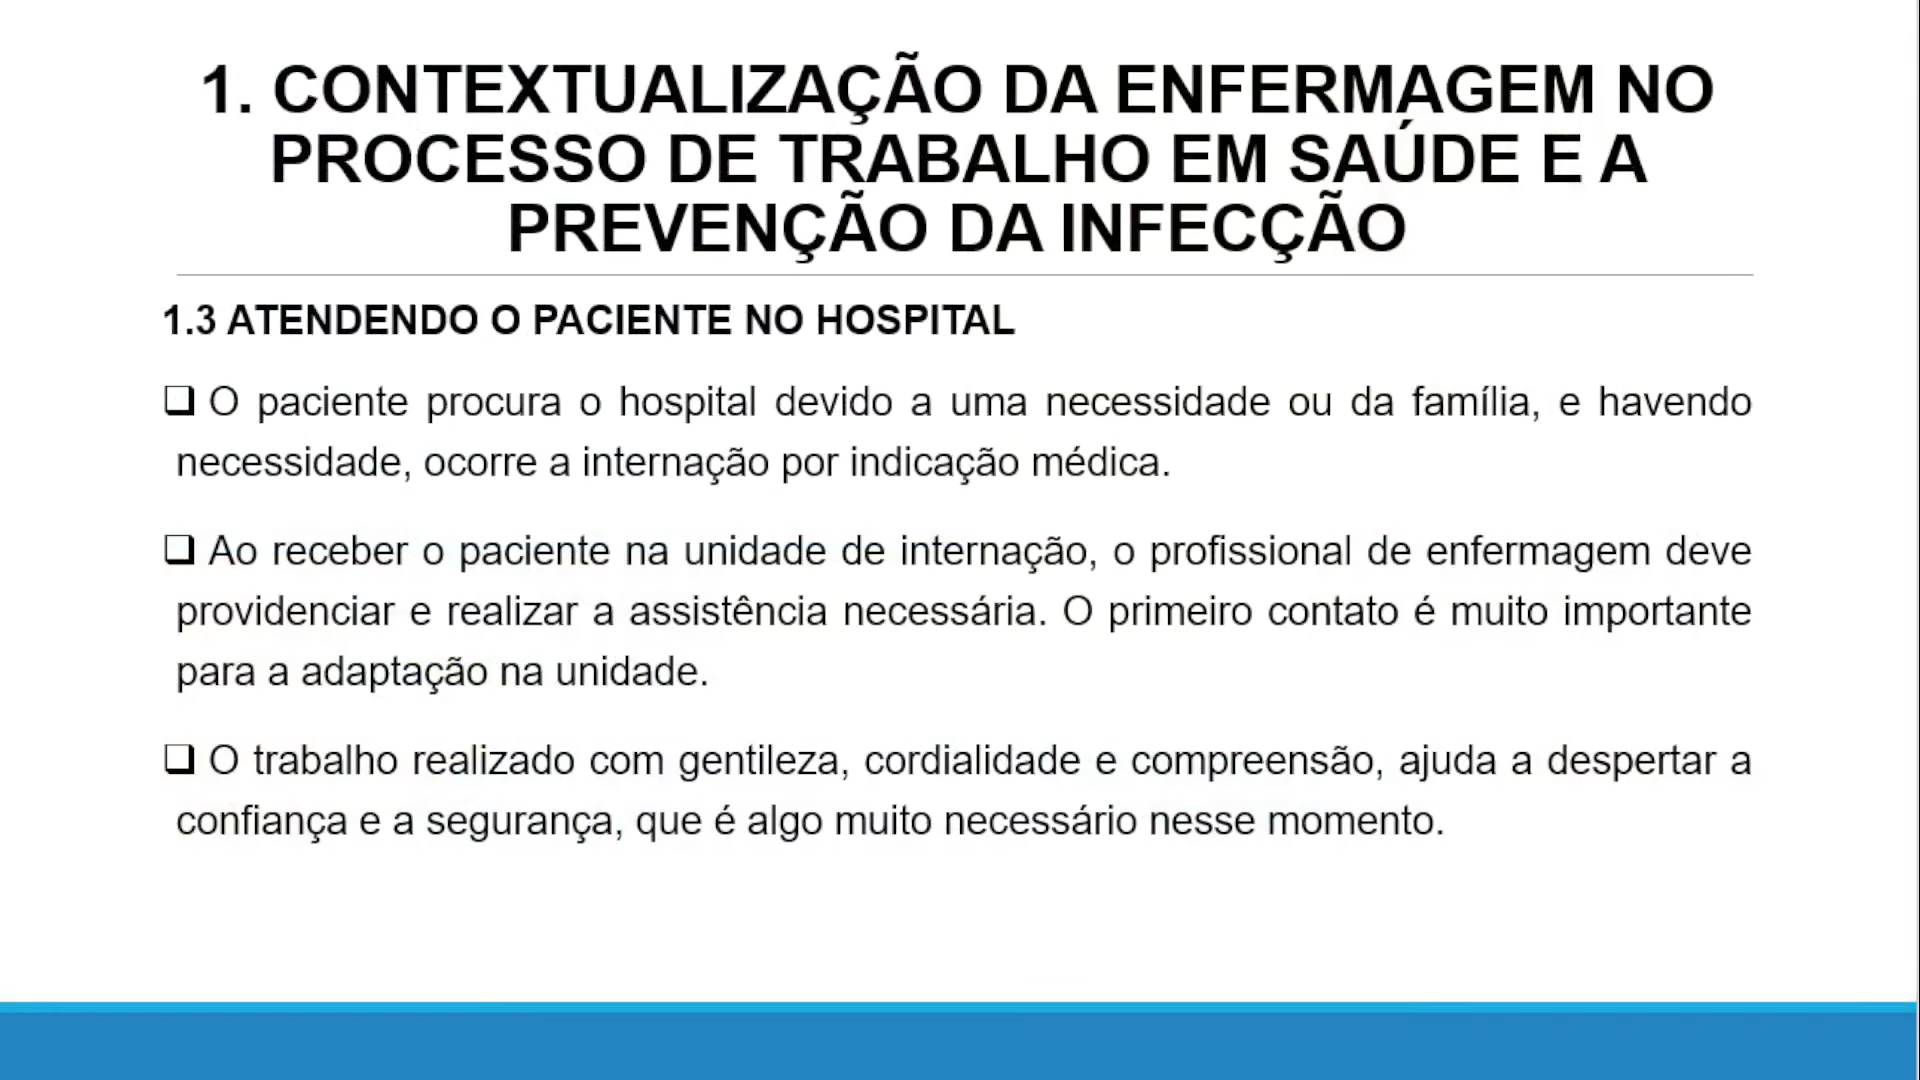 1. CONTEXTUALIZAÇÃO DA ENFERMAGEM NO
PROCESSO DE TRABALHO EM SAÚDE E A
PREVENÇÃO DA INFECÇÃO
1.3 ATENDENDO O PACIENTE NO HOSPITAL
❑ O paciente procura o hospital devido a uma necessidade ou da família, e havendo
necessidade, ocorre a internação por indicação médica.
❑ Ao receber o paciente na unidade de internação, o profissional de enfermagem deve
providenciar e realizar a assistência necessária. O primeiro contato é muito importante
para a adaptação na unidade.
❑ O trabalho realizado com gentileza, cordialidade e compreensão, ajuda a despertar a
confiança e a segurança, que é algo muito necessário nesse momento.